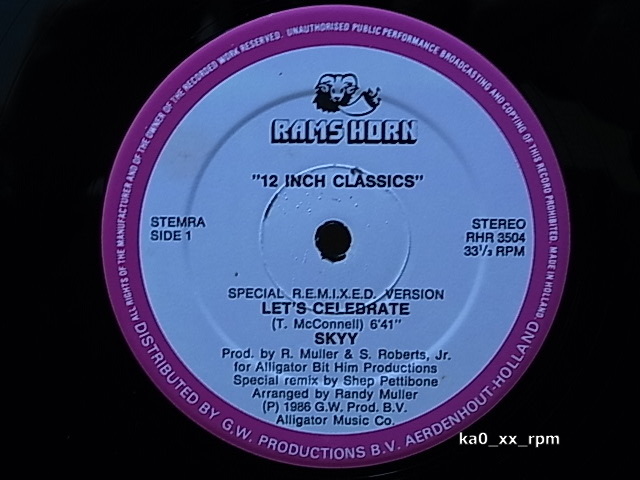 ALL RIGHTS OF THE MANUFACTURER AND OF THE OWNER OF THE RECORDED WORK RESERVED. UNAUTHORISED PUBLIC PERFORMANCE BROADCASTING AND COPYING OF THIS RECORD PROHIBITED. MADE IN HOLLAND.
RAMS HORN
"12 INCH CLASSICS"
STEMRA
SIDE 1
STEREO
RHR 3504
33⅓ RPM
SPECIAL R.E.M.I.X.E.D. VERSION
LET'S CELEBRATE
(T. McConnell) 6'41"
SKYY
Prod. by R. Muller & S. Roberts, Jr.
for Alligator Bit Him Productions
Special remix by Shep Pettibone
Arranged by Randy Muller
(P) 1986 G.W. Prod. B.V.
Alligator Music Co.
DISTRIBUTED BY G.W. PRODUCTIONS B.V. AERDENHOUT-HOLLAND
ka0_xx_rpm